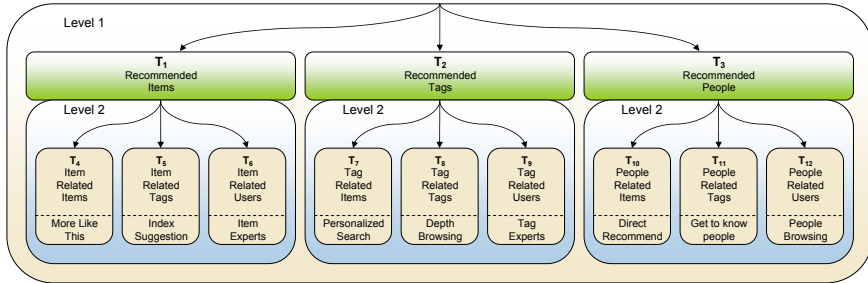 Level 1
T1
Recommended
Items
T2
Recommended
Tags
T3
Recommended
People
Level 2
T4
Item
Related
Items
More Like
This
T5
Item
Related
Tags
Index
Suggestion
T6
Item
Related
Users
Item
Experts
Level 2
T7
Tag
Related
Items
Personalized
Search
T8
Tag
Related
Tags
Depth
Browsing
T9
Tag
Related
Users
Tag
Experts
Level 2
T10
People
Related
Items
Direct
Recommend
T11
People
Related
Tags
Get to know
people
T12
People
Related
Users
People
Browsing